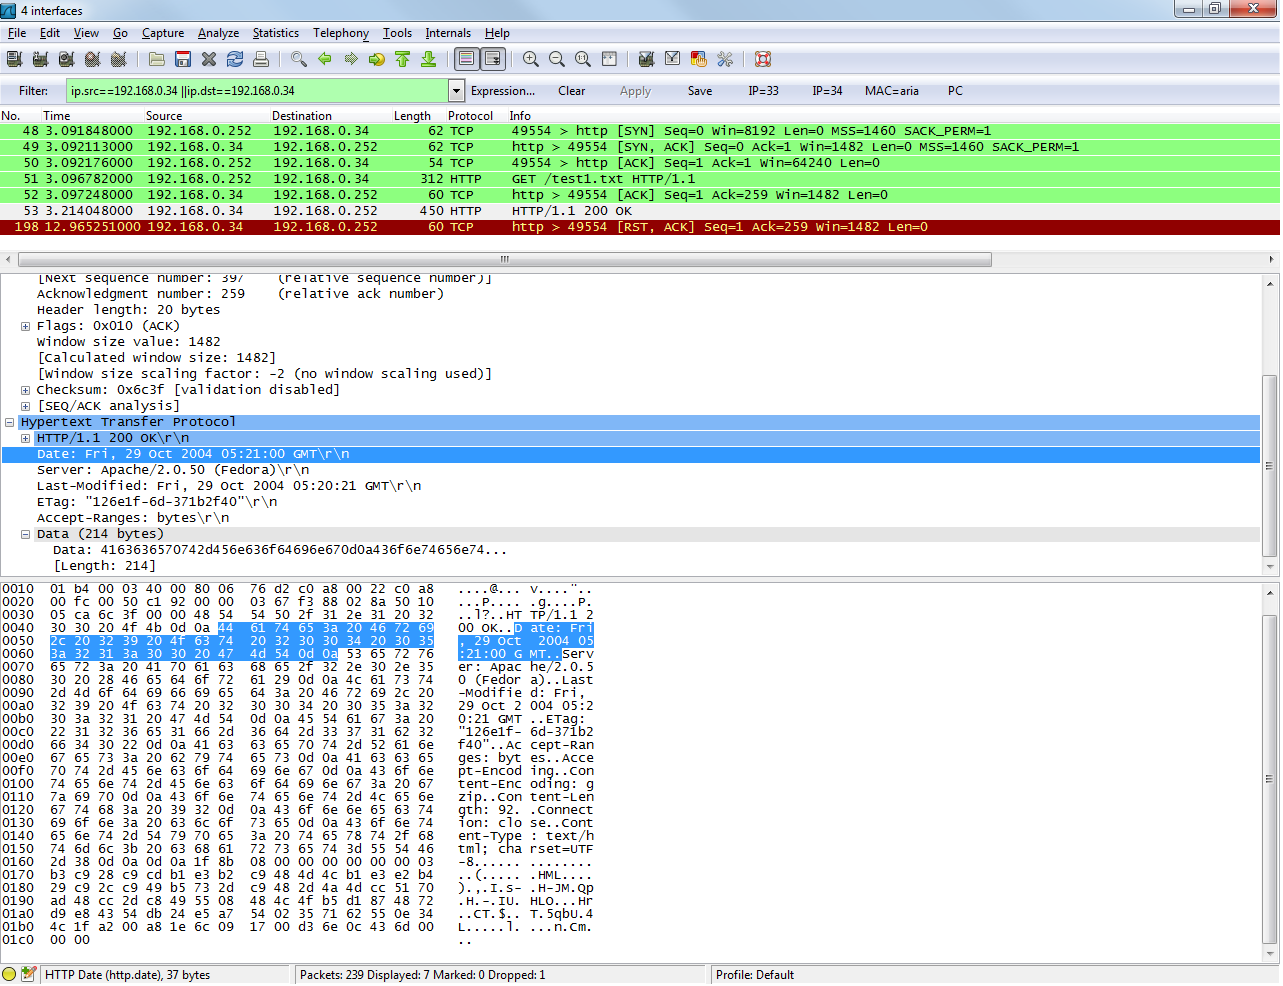 4 interfaces
File Edit View Go Capture Analyze Statistics Telephony Tools Internals Help
Filter: ip.src==192.168.0.34 ||ip.dst==192.168.0.34 Expression... Clear Apply Save IP=33 IP=34 MAC=aria PC
No. Time Source Destination Length Protocol Info
48 3.091848000 192.168.0.252 192.168.0.34 62 TCP 49554 > http [SYN] Seq=0 Win=8192 Len=0 MSS=1460 SACK_PERM=1
49 3.092113000 192.168.0.34 192.168.0.252 62 TCP http > 49554 [SYN, ACK] Seq=0 Ack=1 Win=1482 Len=0 MSS=1460 SACK_PERM=1
50 3.092176000 192.168.0.252 192.168.0.34 54 TCP 49554 > http [ACK] Seq=1 Ack=1 Win=64240 Len=0
51 3.096782000 192.168.0.252 192.168.0.34 312 HTTP GET /test1.txt HTTP/1.1
52 3.097248000 192.168.0.34 192.168.0.252 60 TCP http > 49554 [ACK] Seq=1 Ack=259 Win=1482 Len=0
53 3.214048000 192.168.0.34 192.168.0.252 450 HTTP HTTP/1.1 200 OK
198 12.965251000 192.168.0.34 192.168.0.252 60 TCP http > 49554 [RST, ACK] Seq=1 Ack=259 Win=1482 Len=0
[Next sequence number: 397 (relative sequence number)]
Acknowledgment number: 259 (relative ack number)
Header length: 20 bytes
Flags: 0x010 (ACK)
Window size value: 1482
[Calculated window size: 1482]
[Window size scaling factor: -2 (no window scaling used)]
Checksum: 0x6c3f [validation disabled]
[SEQ/ACK analysis]
Hypertext Transfer Protocol
HTTP/1.1 200 OK\r\n
Date: Fri, 29 Oct 2004 05:21:00 GMT\r\n
Server: Apache/2.0.50 (Fedora)\r\n
Last-Modified: Fri, 29 Oct 2004 05:20:21 GMT\r\n
ETag: "126e1f-6d-371b2f40"\r\n
Accept-Ranges: bytes\r\n
Data (214 bytes)
Data: 4163636570742d456e636f64696e670d0a436f6e74656e74...
[Length: 214]
0010 01 b4 00 03 40 00 80 06 76 d2 c0 a8 00 22 c0 a8 ....@... v...."..
0020 00 fc 00 50 c1 92 00 00 03 67 f3 88 02 8a 50 10 ...P.... .g....P.
0030 05 ca 6c 3f 00 00 48 54 54 50 2f 31 2e 31 20 32 ..l?..HT TP/1.1 2
0040 30 30 20 4f 4b 0d 0a 44 61 74 65 3a 20 46 72 69 00 OK..D ate: Fri
0050 2c 20 32 39 20 4f 63 74 20 32 30 30 34 20 30 35 , 29 Oct  2004 05
0060 3a 32 31 3a 30 30 20 47 4d 54 0d 0a 53 65 72 76 :21:00 G MT..Serv
0070 65 72 3a 20 41 70 61 63 68 65 2f 32 2e 30 2e 35 er: Apac he/2.0.5
0080 30 20 28 46 65 64 6f 72 61 29 0d 0a 4c 61 73 74 0 (Fedor a)..Last
0090 2d 4d 6f 64 69 66 69 65 64 3a 20 46 72 69 2c 20 -Modifie d: Fri,
00a0 32 39 20 4f 63 74 20 32 30 30 34 20 30 35 3a 32 29 Oct 2 004 05:2
00b0 30 3a 32 31 20 47 4d 54 0d 0a 45 54 61 67 3a 20 0:21 GMT ..ETag:
00c0 22 31 32 36 65 31 66 2d 36 64 2d 33 37 31 62 32 "126e1f- 6d-371b2
00d0 66 34 30 22 0d 0a 41 63 63 65 70 74 2d 52 61 6e f40"..Ac cept-Ran
00e0 67 65 73 3a 20 62 79 74 65 73 0d 0a 41 63 63 65 ges: byt es..Acce
00f0 70 74 2d 45 6e 63 6f 64 69 6e 67 0d 0a 43 6f 6e pt-Encod ing..Con
0100 74 65 6e 74 2d 45 6e 63 6f 64 69 6e 67 3a 20 67 tent-Enc oding: g
0110 7a 69 70 0d 0a 43 6f 6e 74 65 6e 74 2d 4c 65 6e zip..Con tent-Len
0120 67 74 68 3a 20 39 32 0d 0a 43 6f 6e 6e 65 63 74 gth: 92. .Connect
0130 69 6f 6e 3a 20 63 6c 6f 73 65 0d 0a 43 6f 6e 74 ion: clo se..Cont
0140 65 6e 74 2d 54 79 70 65 3a 20 74 65 78 74 2f 68 ent-Type : text/h
0150 74 6d 6c 3b 20 63 68 61 72 73 65 74 3d 55 54 46 tml; cha rset=UTF
0160 2d 38 0d 0a 0d 0a 1f 8b 08 00 00 00 00 00 00 03 -8...... ........
0170 b3 c9 28 c9 cd b1 e3 b2 c9 48 4d 4c b1 e3 e2 b4 ..(..... .HML....
0180 29 c9 2c c9 49 b5 73 2d c9 48 2d 4a 4d cc 51 70 ).,.I.s- .H-JM.Qp
0190 ad 48 cc 2d c8 49 55 08 48 4c 4f b5 d1 87 48 72 .H.-.IU. HLO...Hr
01a0 d9 e8 43 54 db 24 e5 a7 54 02 35 71 62 55 0e 34 ..CT.$.. T.5qbU.4
01b0 4c 1f a2 00 a8 1e 6c 09 17 00 d3 6e 0c 43 6d 00 L.....l. ...n.Cm.
01c0 00 00 ..
HTTP Date (http.date), 37 bytes Packets: 239 Displayed: 7 Marked: 0 Dropped: 1 Profile: Default